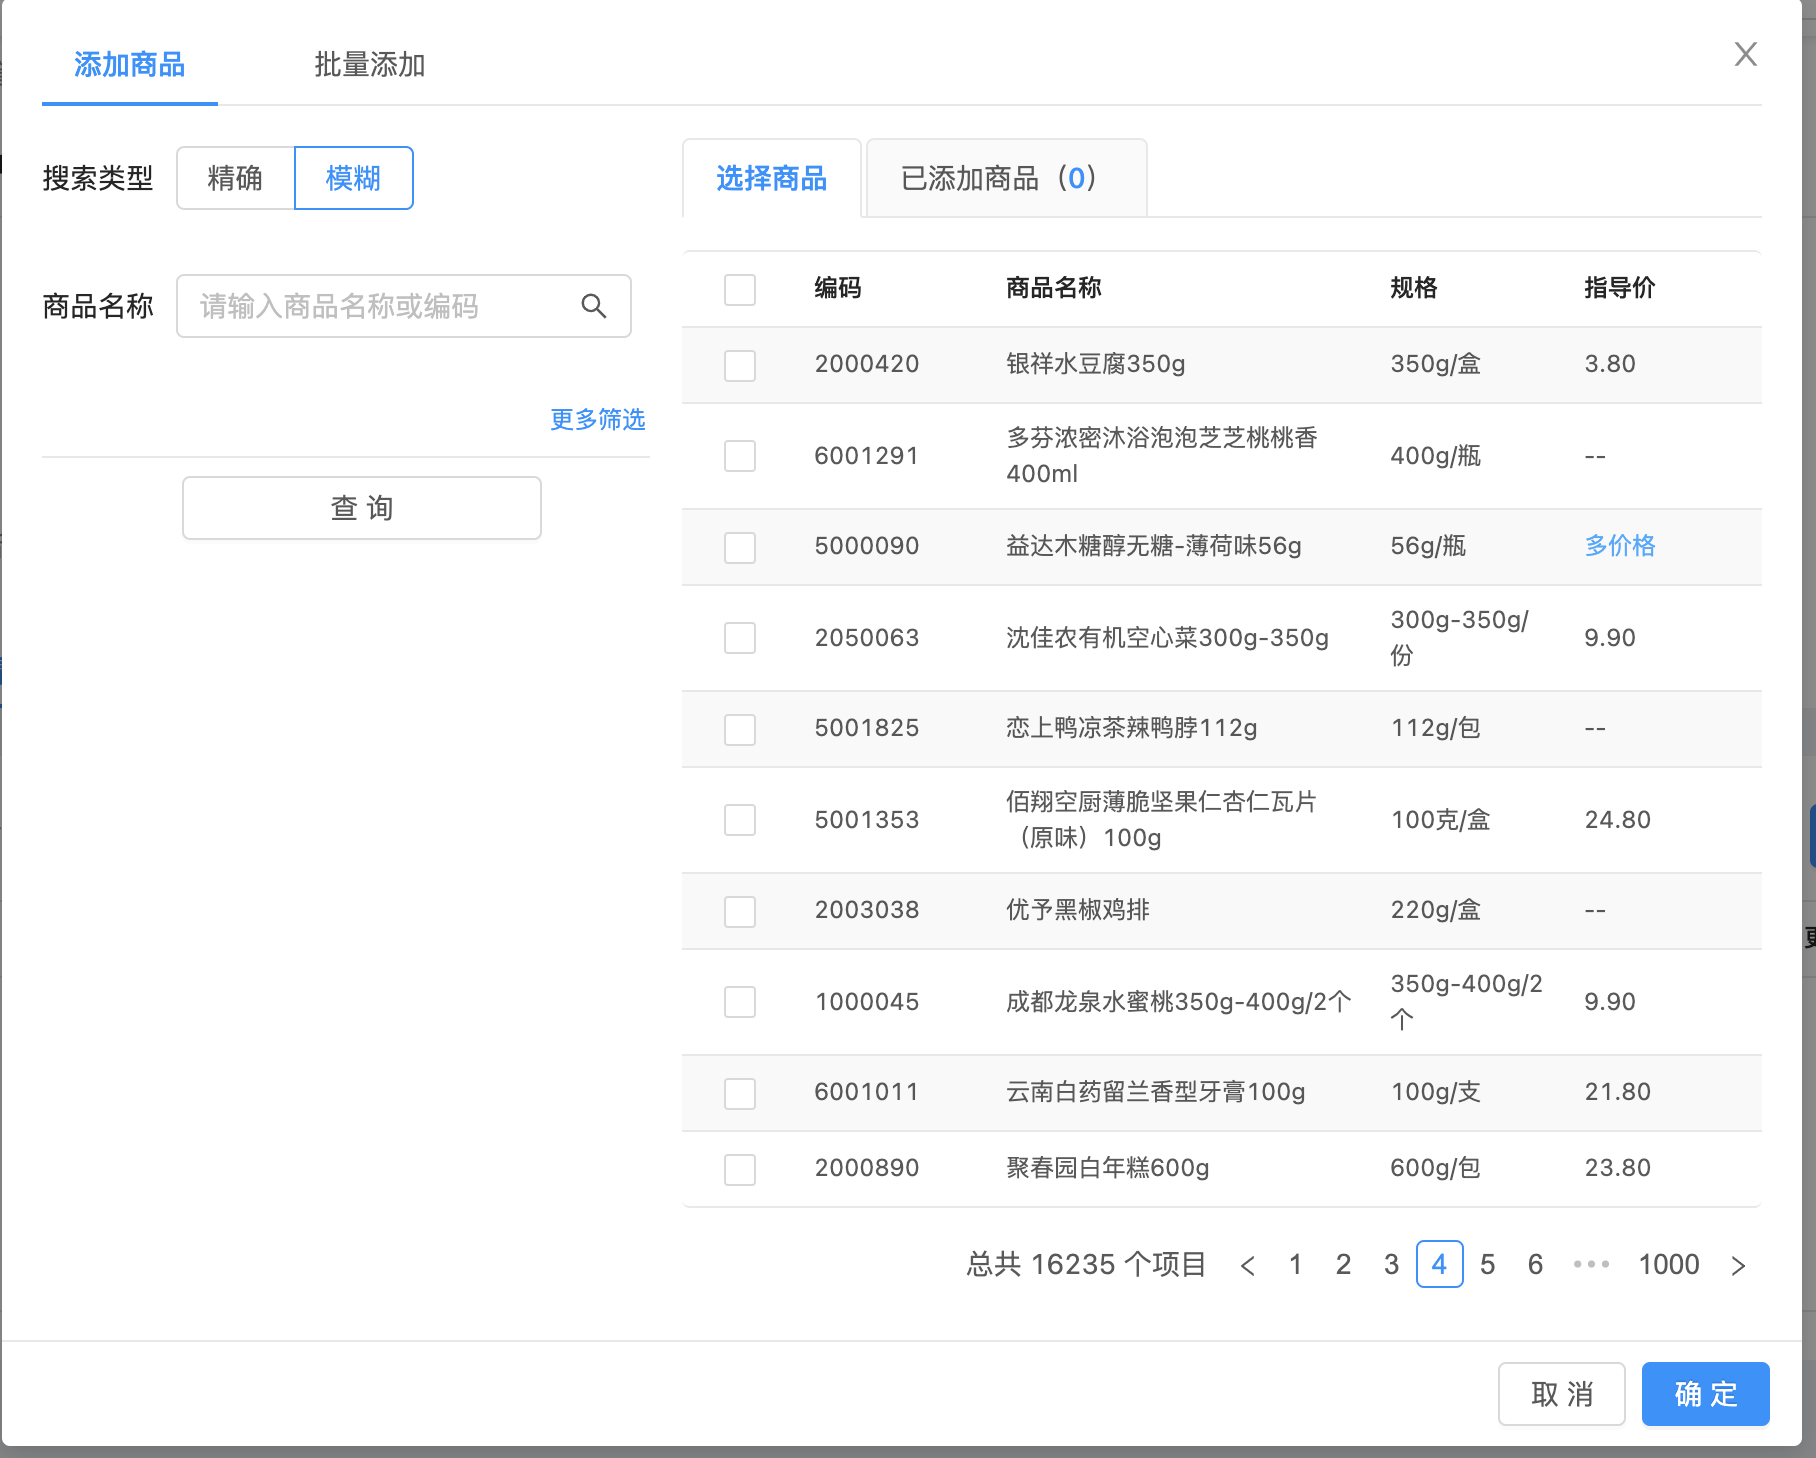 添加商品 批量添加
搜索类型 精确 模糊
商品名称 请输入商品名称或编码
更多筛选
查 询
选择商品 已添加商品（0）
编码 商品名称 规格 指导价
2000420 银祥水豆腐350g 350g/盒 3.80
6001291 多芬浓密沐浴泡泡芝芝桃桃香
400ml 400g/瓶 --
5000090 益达木糖醇无糖-薄荷味56g 56g/瓶 多价格
2050063 沈佳农有机空心菜300g-350g 300g-350g/
份 9.90
5001825 恋上鸭凉茶辣鸭脖112g 112g/包 --
5001353 佰翔空厨薄脆坚果仁杏仁瓦片
（原味）100g 100克/盒 24.80
2003038 优予黑椒鸡排 220g/盒 --
1000045 成都龙泉水蜜桃350g-400g/2个 350g-400g/2
个 9.90
6001011 云南白药留兰香型牙膏100g 100g/支 21.80
2000890 聚春园白年糕600g 600g/包 23.80
总共 16235 个项目 < 1 2 3 4 5 6 ••• 1000 >
取 消 确 定